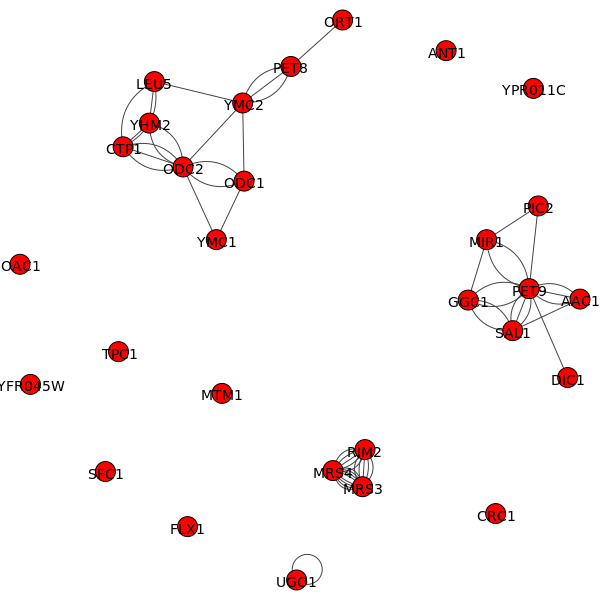 ORT1
ANT1
PET8
LEU5
YPR011C
YMC2
YHM2
CTP1
ODC2
ODC1
PIC2
YMC1
MIR1
OAC1
PET9
GGC1
AAC1
SAL1
TPC1
DIC1
YFR045W
MTM1
RIM2
MRS4
SFC1
MRS3
CRC1
FLX1
UGC1